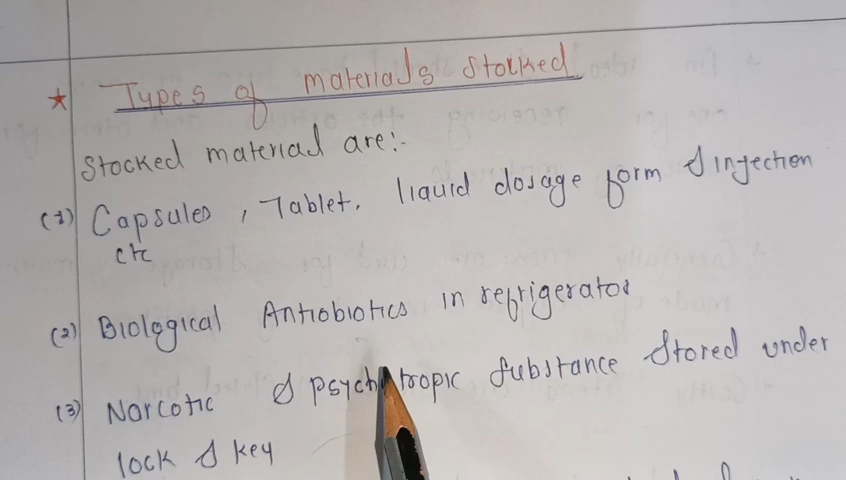 ★ Types of materials stocked
Stocked material are:-
(1) Capsules, Tablet, liquid dosage form & injection
etc
(2) Biological Antiobiotics in refrigerator
(3) Narcotic & psychotropic substance stored under
lock & key